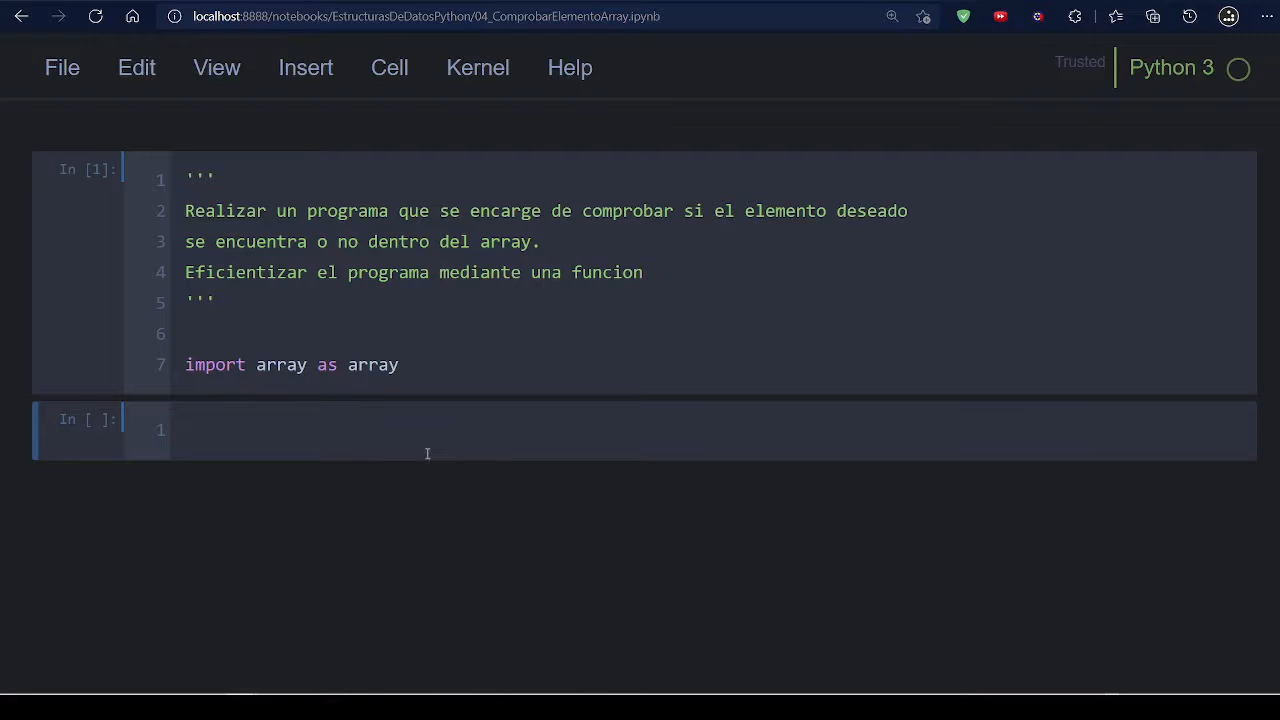 localhost:8888/notebooks/EstructurasDeDatosPython/04_ComprobarElementoArray.ipynb
File Edit View Insert Cell Kernel Help Trusted Python 3
In [1]:
1 '''
2 Realizar un programa que se encarge de comprobar si el elemento deseado
3 se encuentra o no dentro del array.
4 Eficientizar el programa mediante una funcion
5 '''
6
7 import array as array
In [ ]:
1